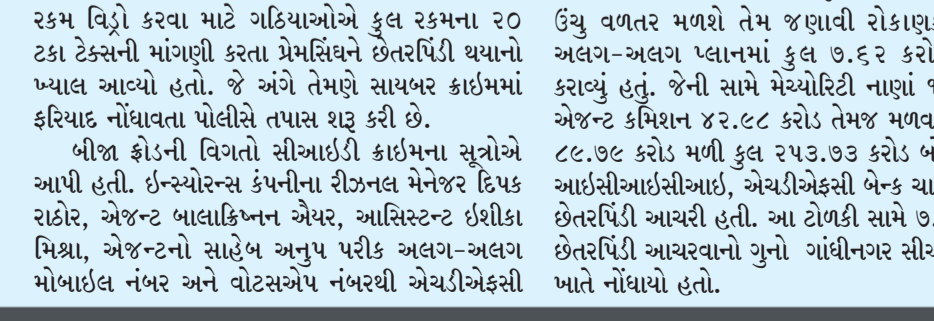 રકમ વિડ્રો કરવા માટે ગઠિયાઓએ કુલ રકમના ૨૦
ટકા ટેક્સની માંગણી કરતા પ્રેમસિંઘને છેતરપિંડી થયાનો
ખ્યાલ આવ્યો હતો. જે અંગે તેમણે સાયબર ક્રાઇમમાં
ફરિયાદ નોંધાવતા પોલીસે તપાસ શરૂ કરી છે.
બીજા ફ્રોડની વિગતો સીઆઇડી ક્રાઇમના સૂત્રોએ
આપી હતી. ઇન્સ્યોરન્સ કંપનીના રીઝનલ મેનેજર દિપક
રાઠોર, એજન્ટ બાલાક્રિષ્નન ઐયર, આસિસ્ટન્ટ ઇશીકા
મિશ્રા, એજન્ટનો સાહેબ અનુપ પરીક અલગ-અલગ
મોબાઇલ નંબર અને વોટસએપ નંબરથી એચડીએફસી
ઉંચુ વળતર મળશે તેમ જણાવી
અલગ-અલગ પ્લાનમાં કુલ ૭.૬૨
કરાવ્યું હતું. જેની સામે મેચ્યોરિટી નાણાં
એજન્ટ કમિશન ૪૨.૯૮ કરોડ તેમજ
૮૯.૭૯ કરોડ મળી કુલ ૨૫૩.૭૩ કરોડ
આઇસીઆઇસીઆઇ, એચડીએફસી બેન્ક
છેતરપિંડી આચરી હતી. આ ટોળકી સામે
છેતરપિંડી આચરવાનો ગુનો ગાંધીનગર
ખાતે નોંધાયો હતો.